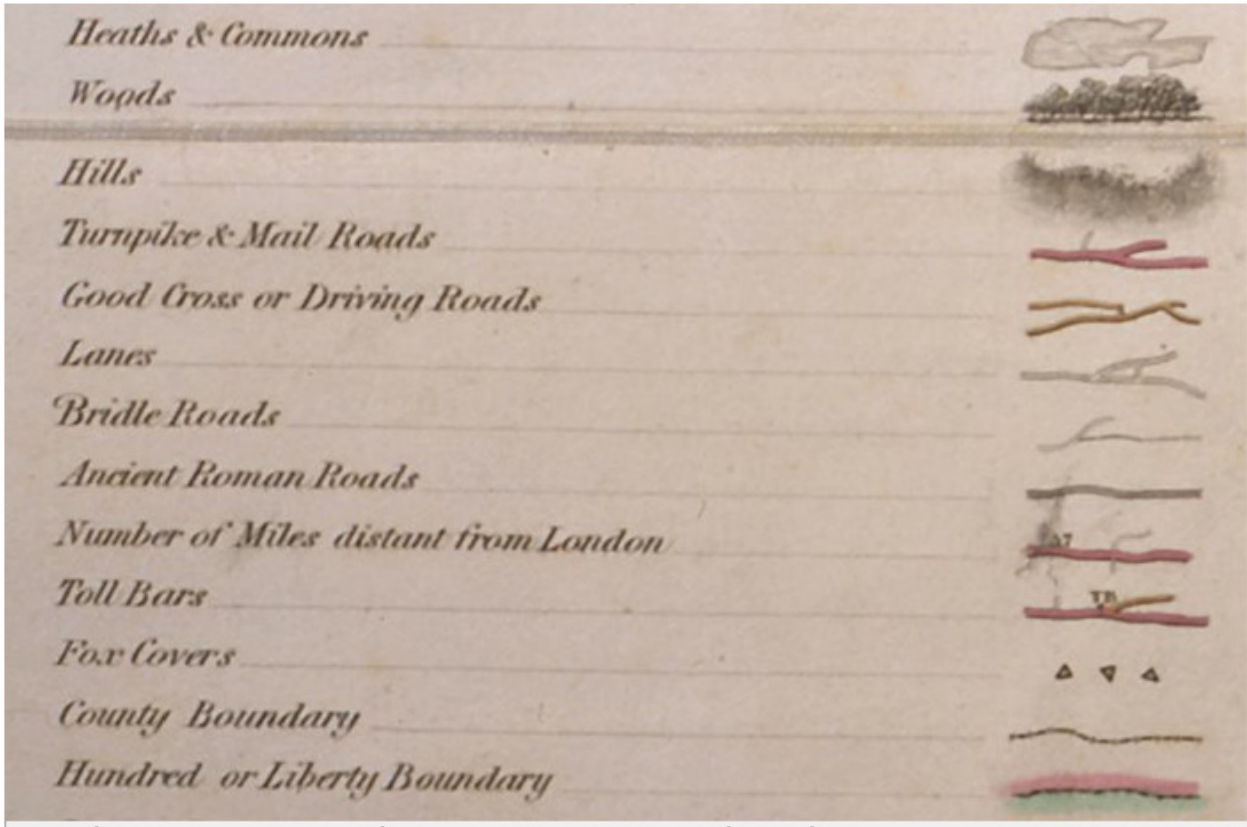 Heaths & Commons
Woods
Hills
Turnpike & Mail Roads
Good Cross or Driving Roads
Lanes
Bridle Roads
Ancient Roman Roads
Number of Miles distant from London
Toll Bars
TB
Fox Covers
County Boundary
Hundred or Liberty Boundary